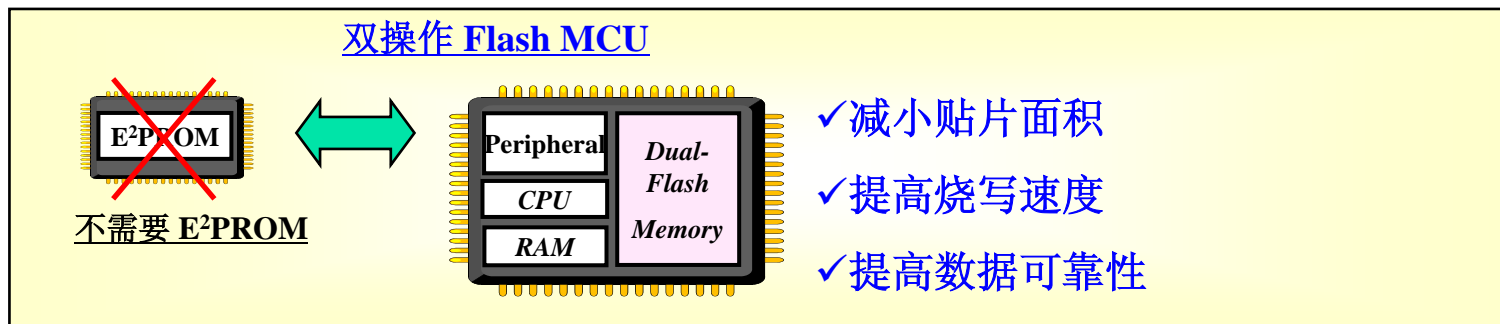 双操作 Flash MCU
E²PROM
不需要 E²PROM
Peripheral
CPU
RAM
Dual-
Flash
Memory
✓减小贴片面积
✓提高烧写速度
✓提高数据可靠性